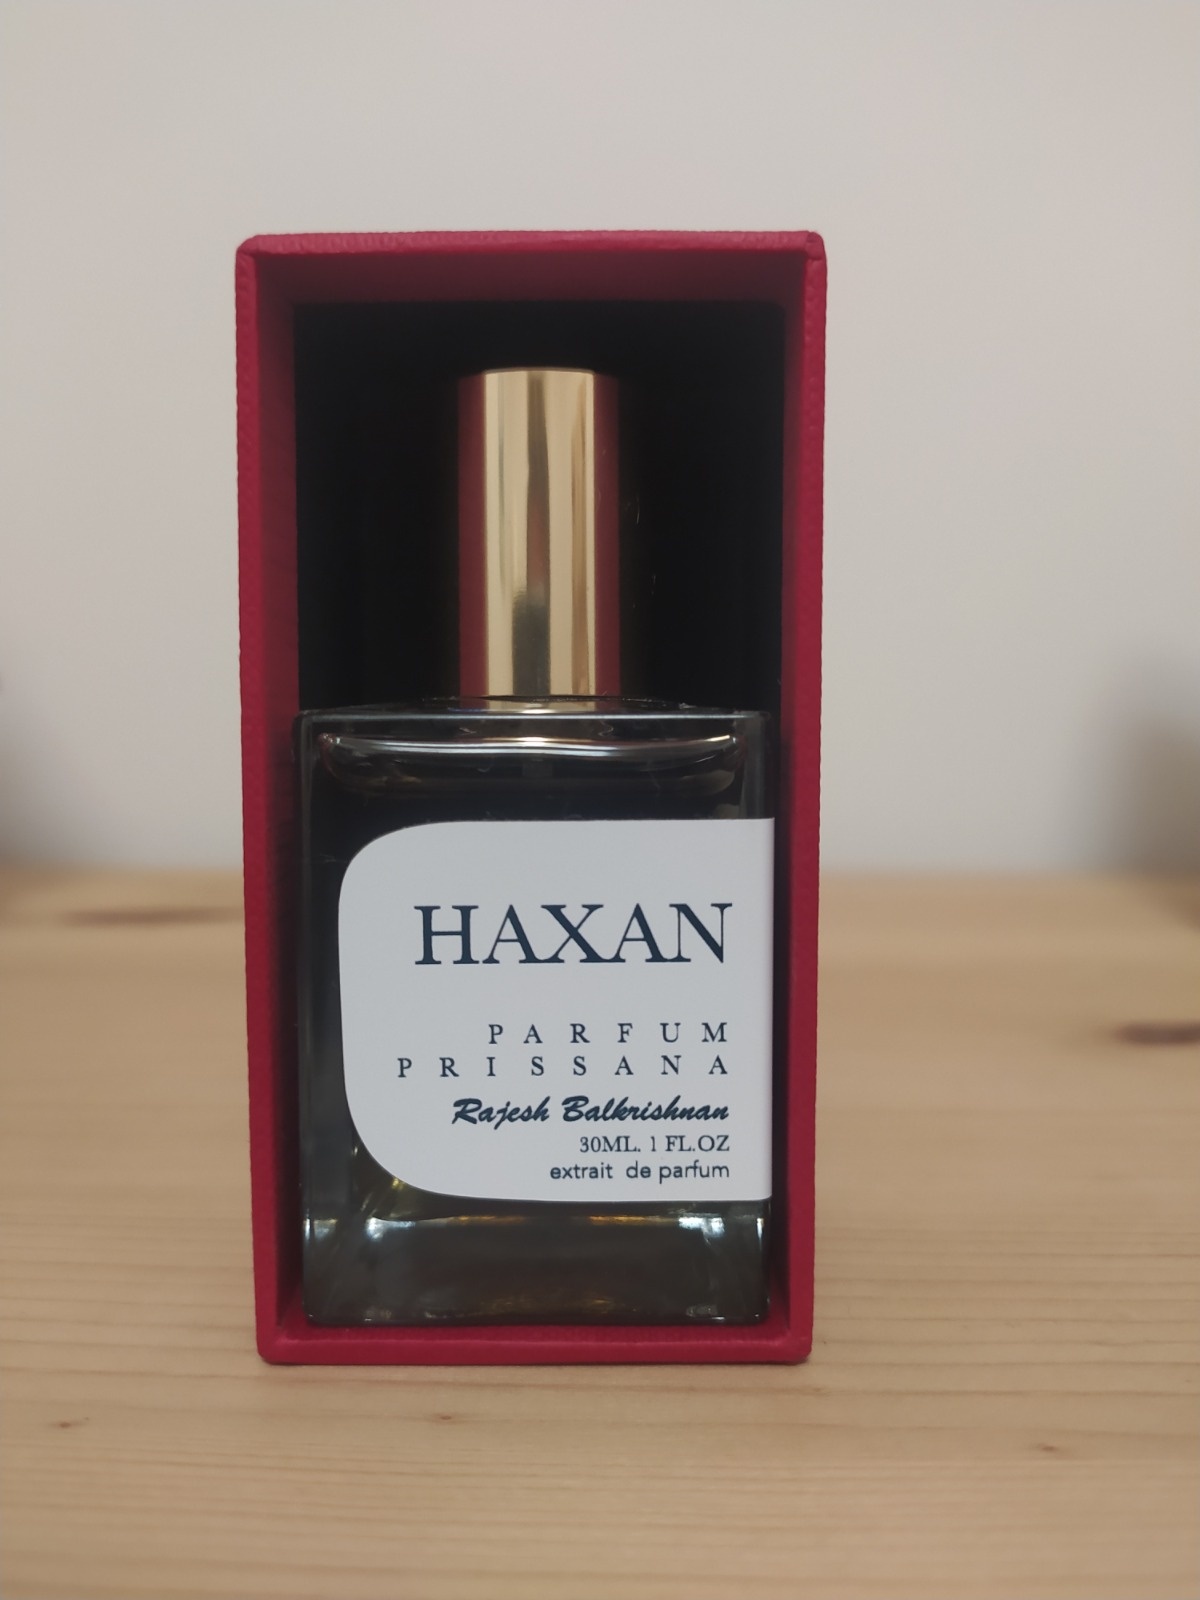 HAXAN
PARFUM
PRISSANA
Rajesh Balkrishnan
30ML. 1 FL.OZ
extrait de parfum